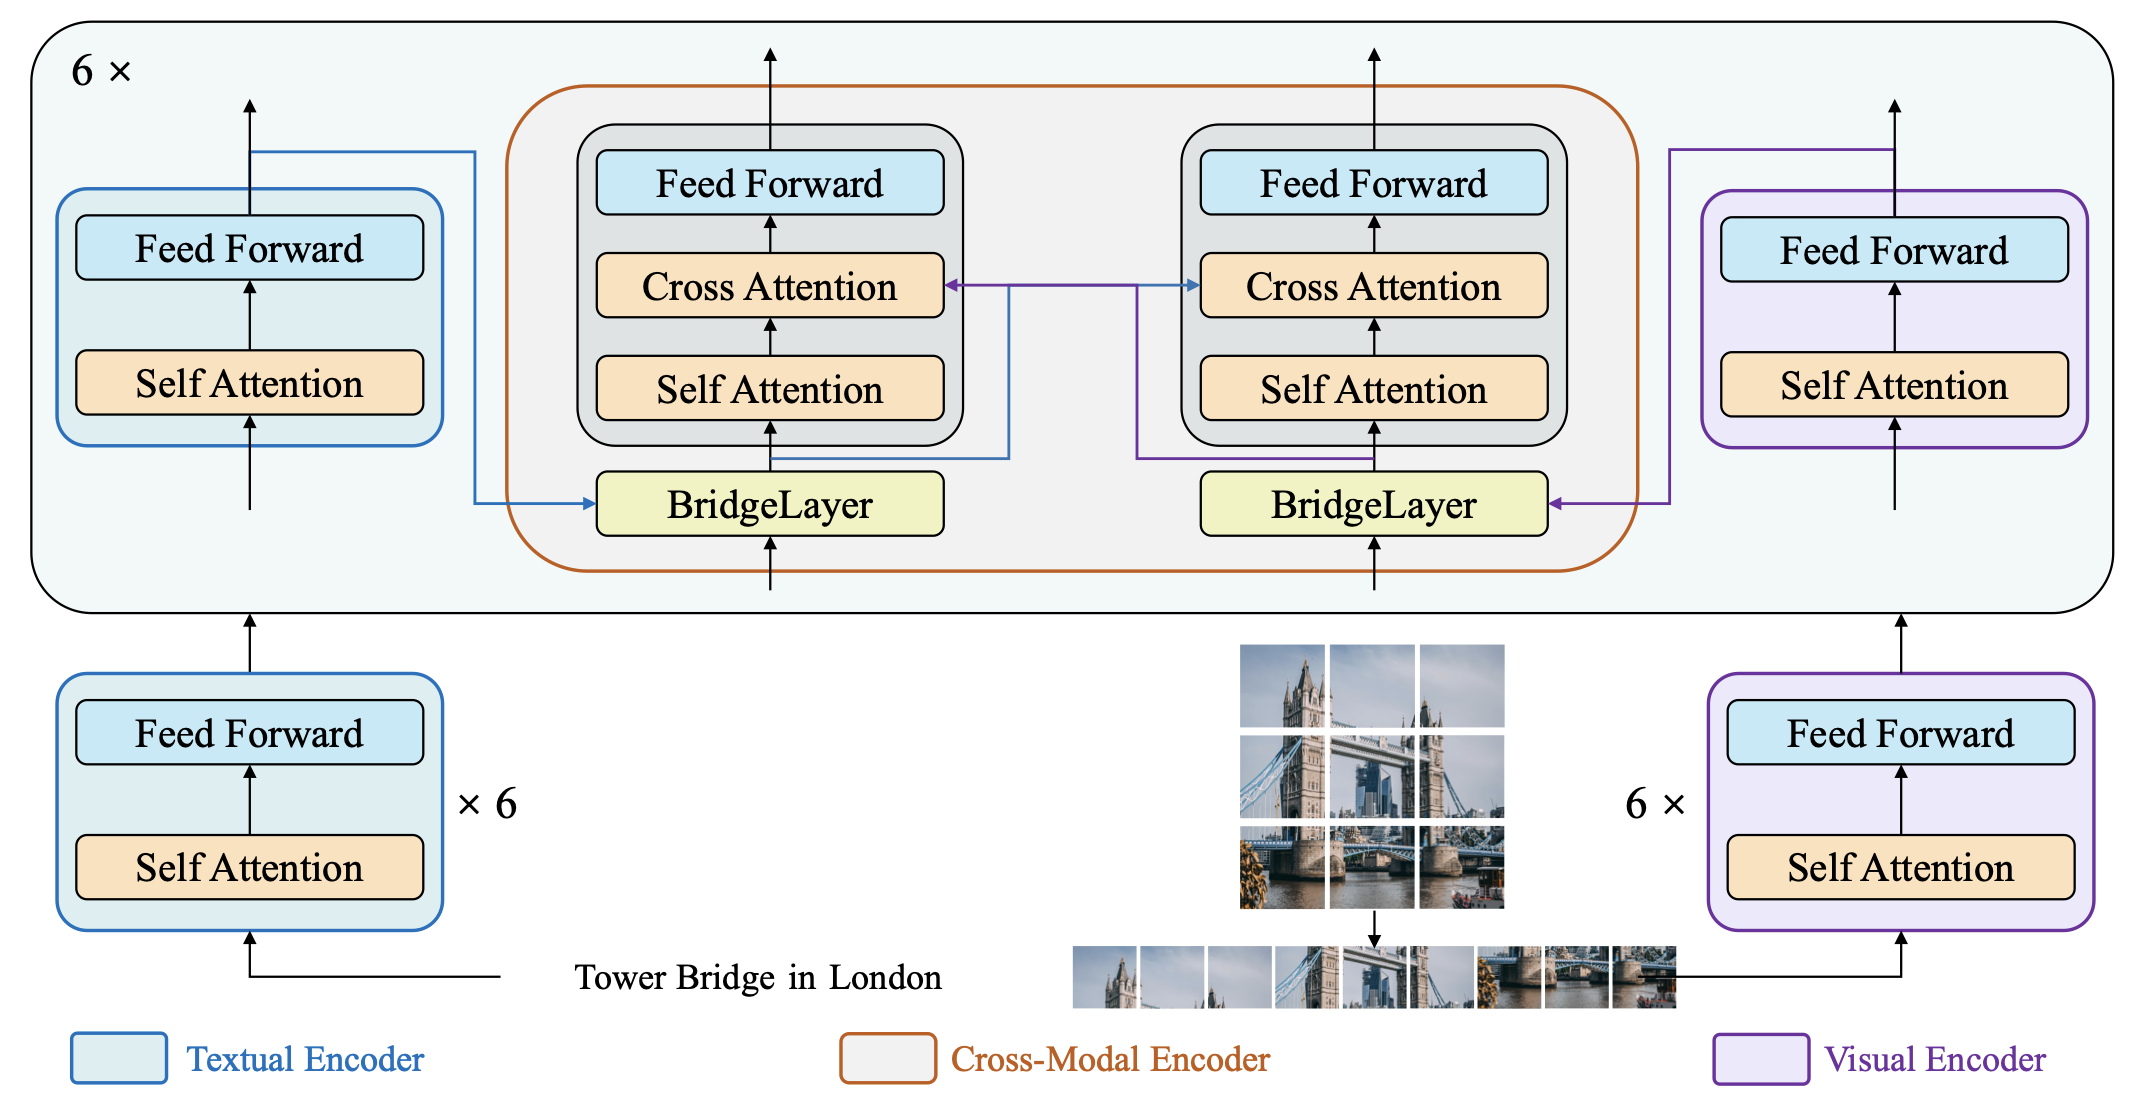 6 ×
Feed Forward
Self Attention
Feed Forward
Cross Attention
Self Attention
BridgeLayer
Feed Forward
Cross Attention
Self Attention
BridgeLayer
Feed Forward
Self Attention
Feed Forward
Self Attention
× 6
6 ×
Feed Forward
Self Attention
Tower Bridge in London
Textual Encoder
Cross-Modal Encoder
Visual Encoder